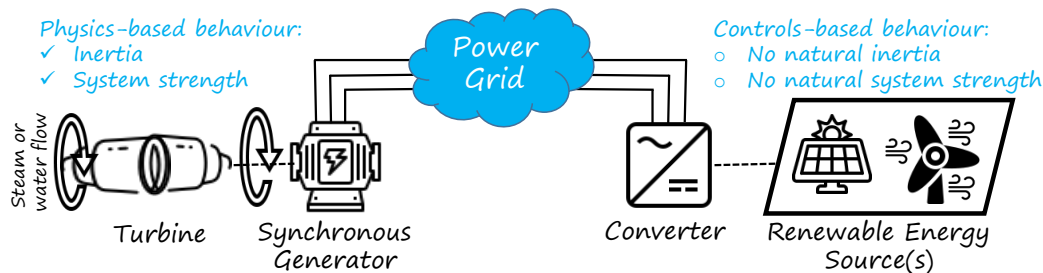 Physics-based behaviour:
✓ Inertia
✓ System strength
Power
Grid
Controls-based behaviour:
o No natural inertia
o No natural system strength
Steam or
water flow
Turbine
Synchronous
Generator
Converter
Renewable Energy
Source(s)